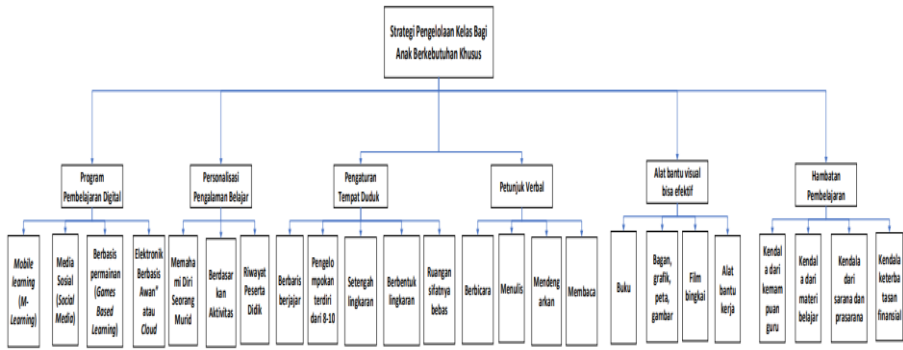 Strategi Pengelolaan Kelas Bagi
Anak Berkebutuhan Khusus
Program
Pembelajaran Digital
Personalisasi
Pengalaman Belajar
Pengaturan
Tempat Duduk
Petunjuk Verbal
Alat bantu visual
bisa efektif
Hambatan
Pembelajaran
Mobile
learning (M-
Learning)
Media
Sosial (Social
Media)
Berbasis
permainan
(Games
Based
Learning)
Elektronik
Berbasis
Awan"
atau
Cloud
Memaha
mi Diri
Seorang
Murid
Berdasar
kan
Aktivitas
Riwayat
Peserta
Didik
Berbaris
berjajar
Pengelo
mpokan
terdiri
dari 8-10
Setengah
lingkaran
Berbentuk
lingkaran
Ruangan
sifatnya
bebas
Berbicara
Menulis
Mendeng
arkan
Membaca
Buku
Bagan,
grafik,
peta,
gambar
Film
bingkai
Alat
bantu
kerja
Kendal
a dari
kemam
puan
guru
Kendal
a dari
materi
belajar
Kendala
dari
sarana dan
prasarana
Kendala
keterba
tasan
finansial